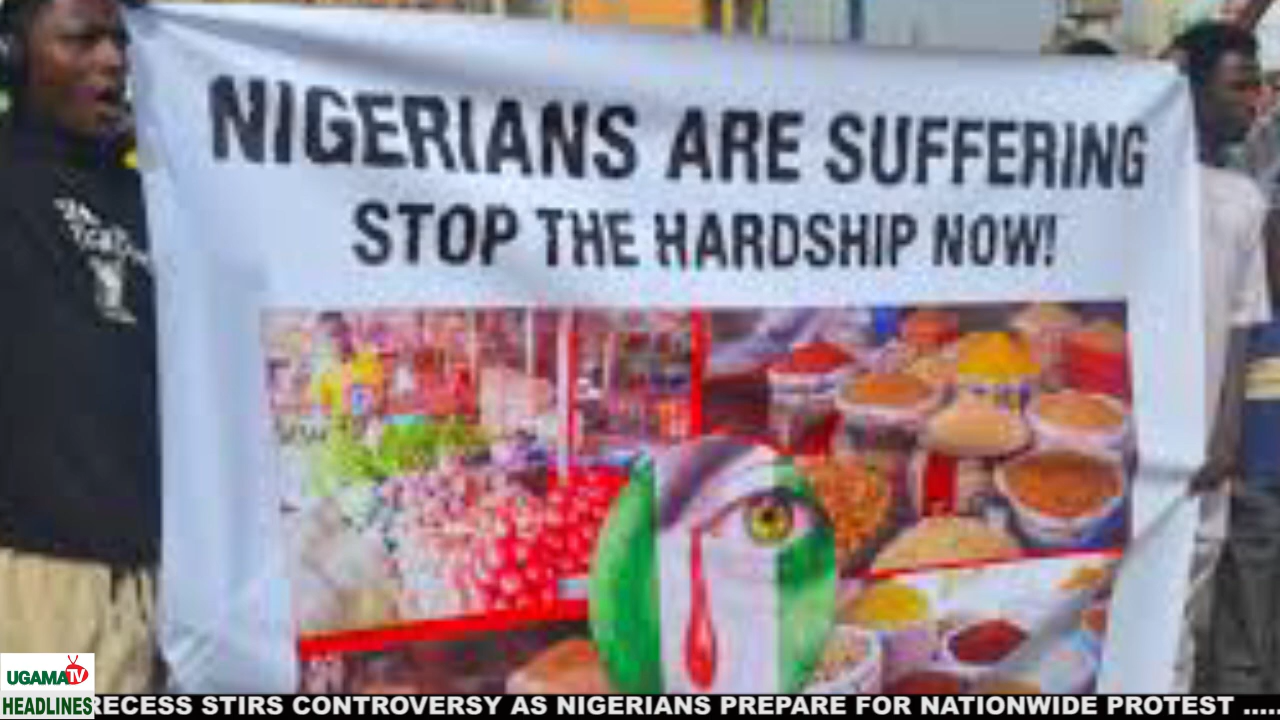 NIGERIANS ARE SUFFERING
STOP THE HARDSHIP NOW!
UGAMATV
HEADLINES
RECESS STIRS CONTROVERSY AS NIGERIANS PREPARE FOR NATIONWIDE PROTEST .....